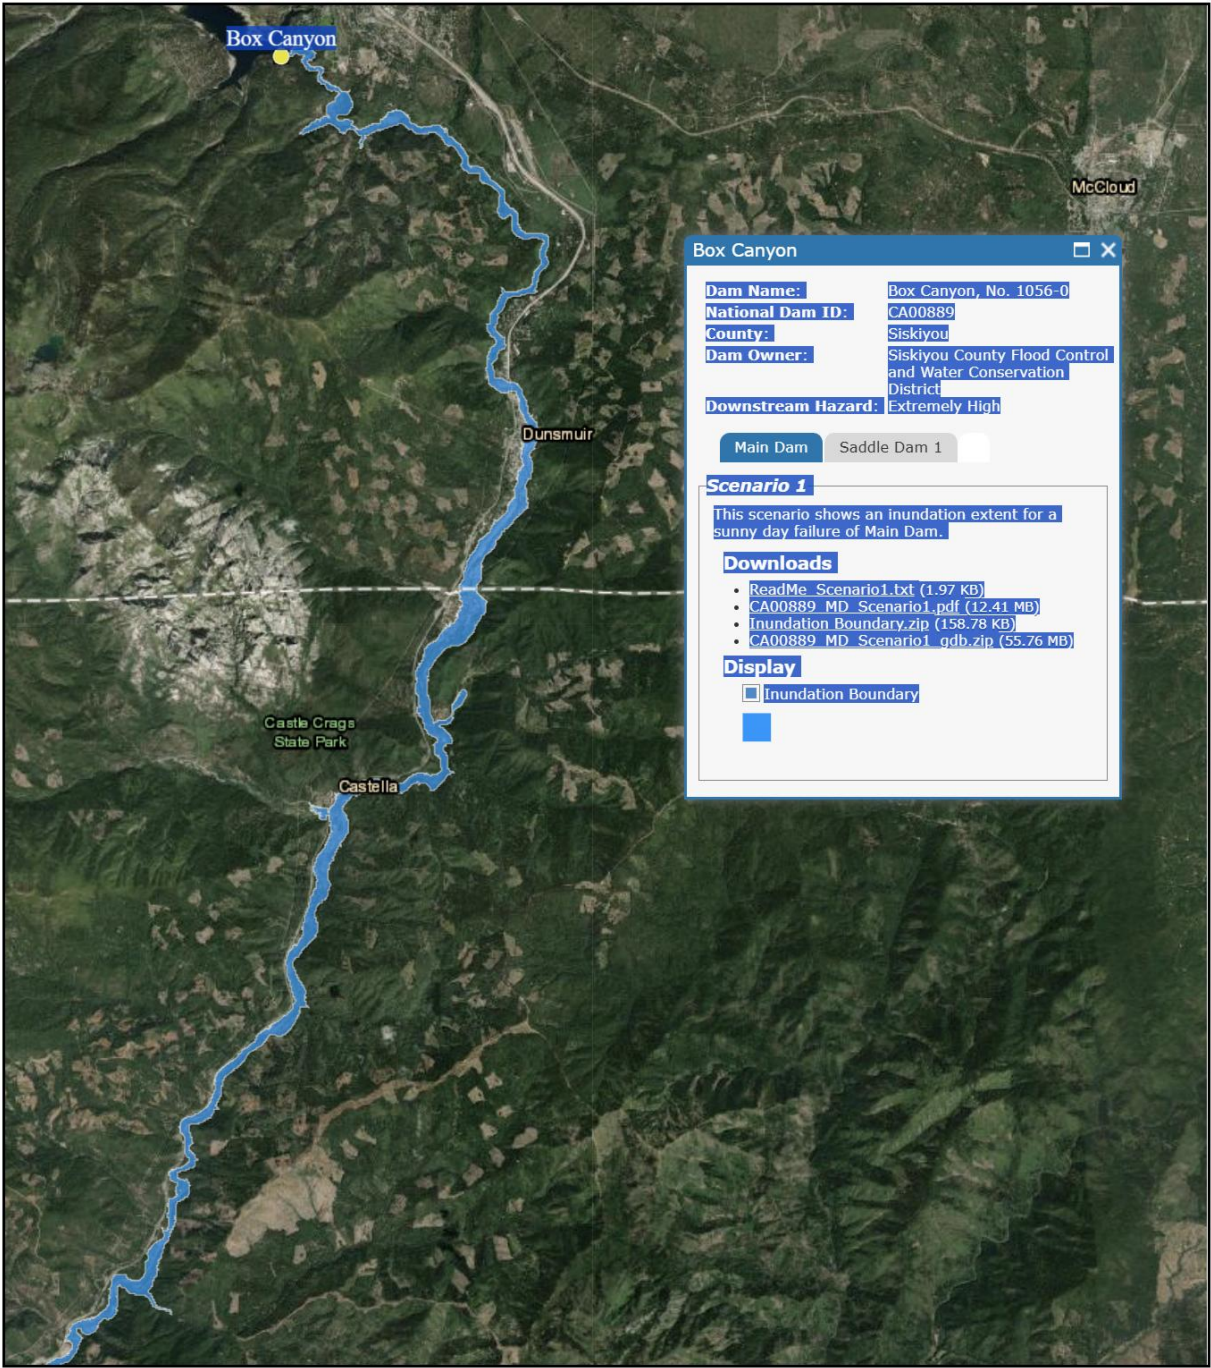 Box Canyon
McCloud
Box Canyon
Dam Name: Box Canyon, No. 1056-0
National Dam ID: CA00889
County: Siskiyou
Dam Owner: Siskiyou County Flood Control
and Water Conservation
District
Downstream Hazard: Extremely High
Dunsmuir
Main Dam Saddle Dam 1
Scenario 1
This scenario shows an inundation extent for a
sunny day failure of Main Dam.
Downloads
• ReadMe_Scenario1.txt (1.97 KB)
• CA00889_MD_Scenario1.pdf (12.41 MB)
• Inundation Boundary.zip (158.78 KB)
• CA00889_MD_Scenario1_gdb.zip (55.76 MB)
Display
Inundation Boundary
Castle Crags
State Park
Castella